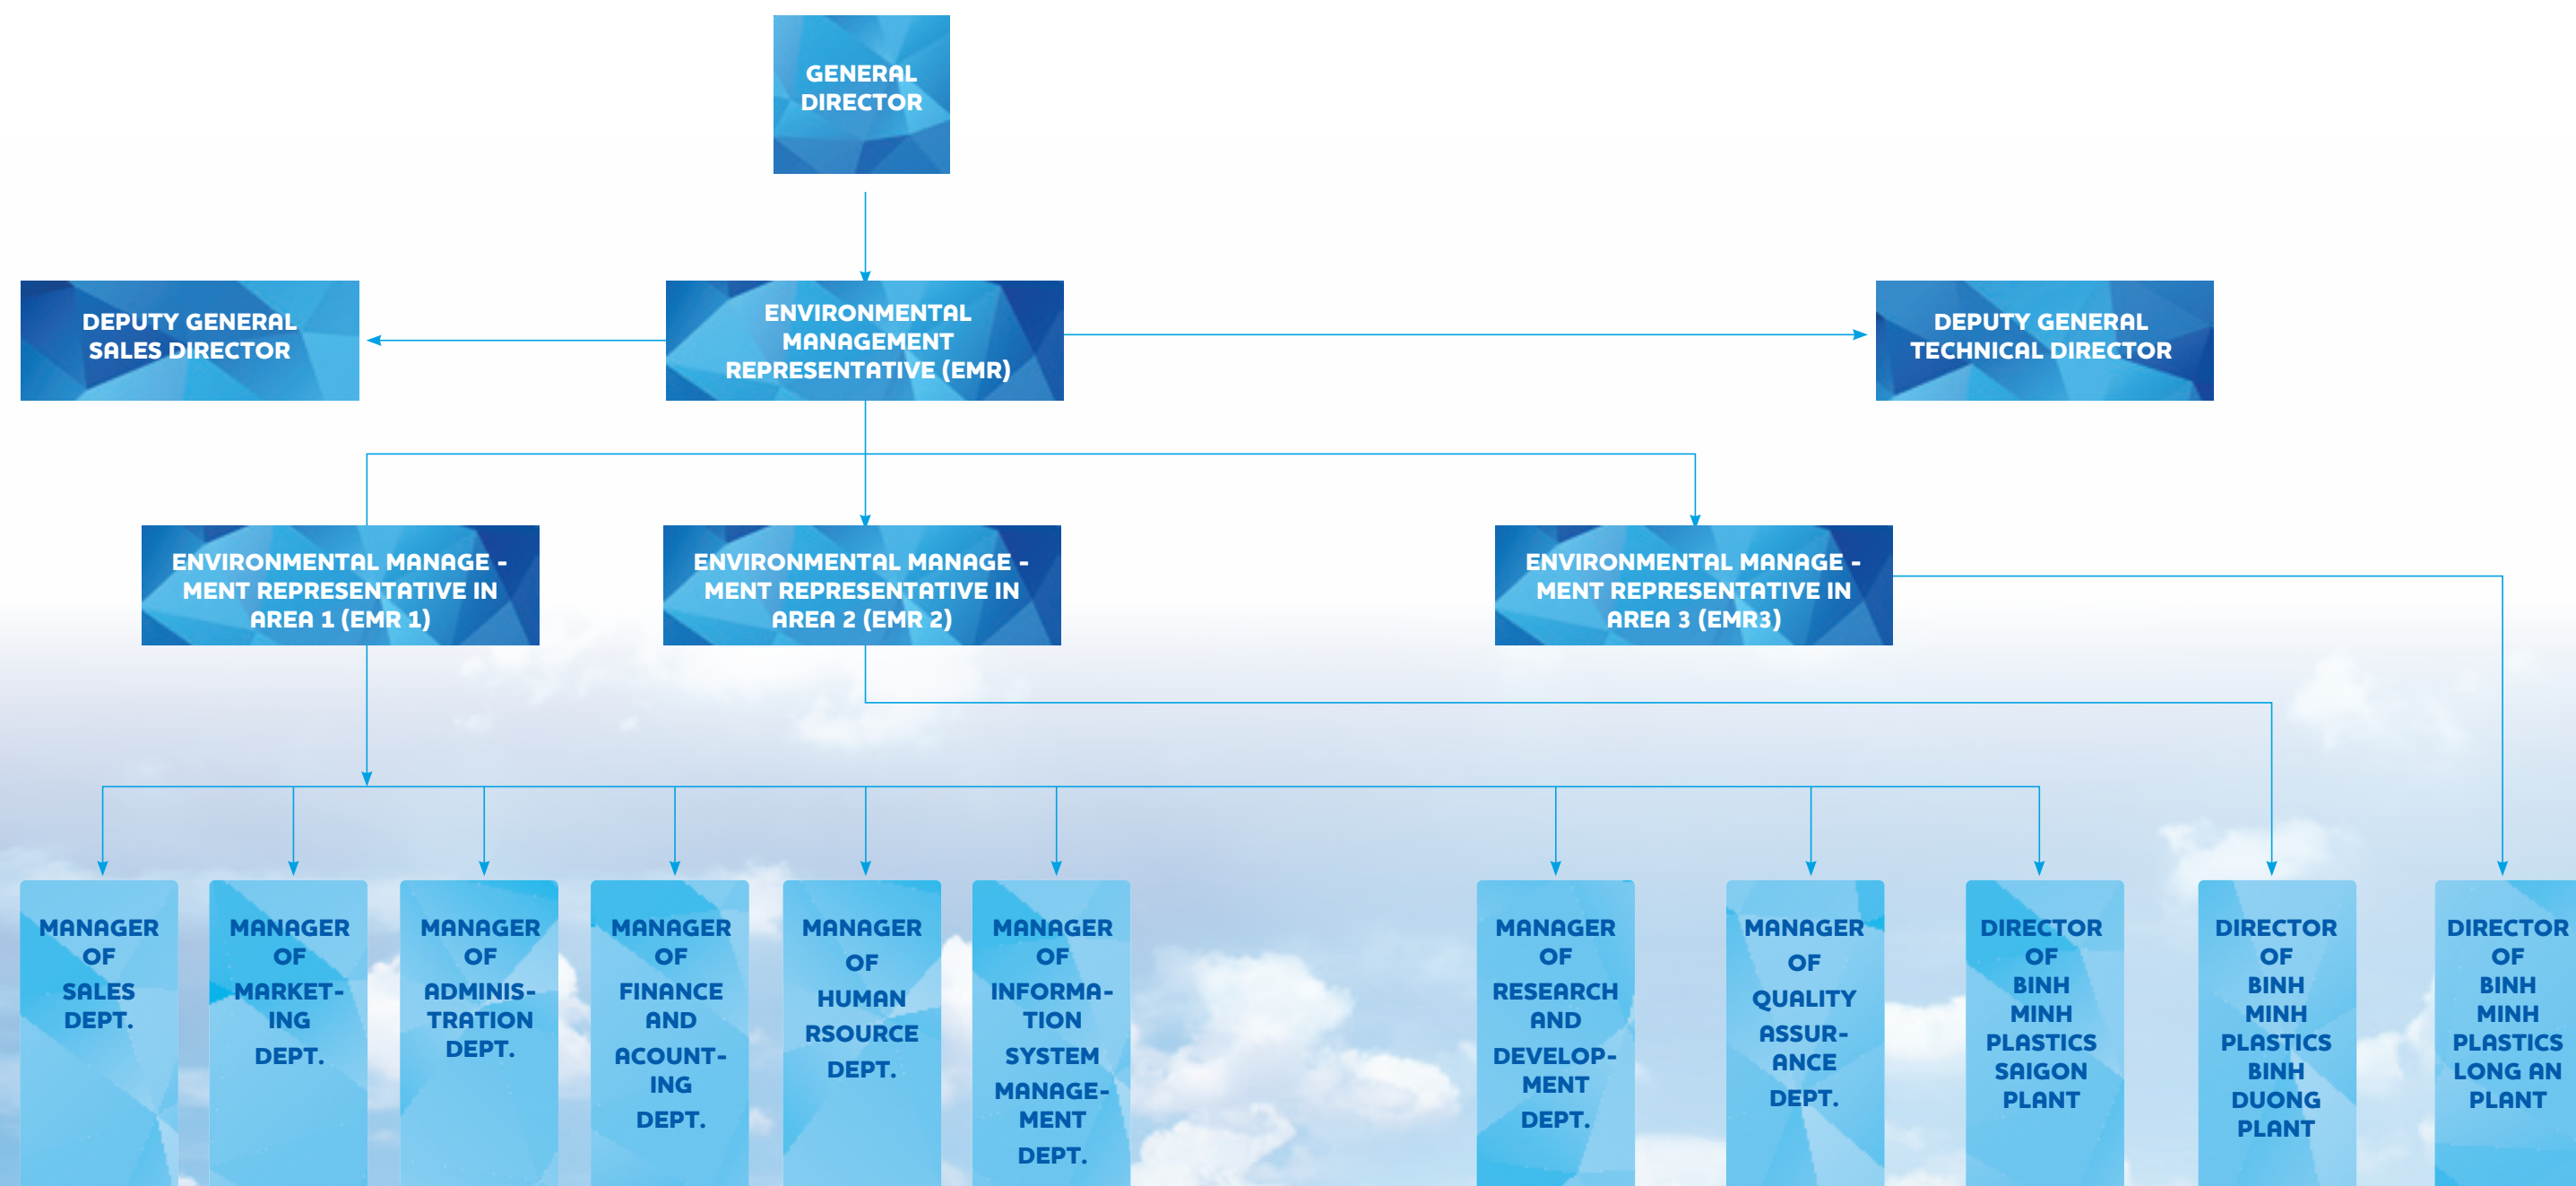 GENERAL
DIRECTOR
DEPUTY GENERAL
SALES DIRECTOR
ENVIRONMENTAL
MANAGEMENT
REPRESENTATIVE (EMR)
DEPUTY GENERAL
TECHNICAL DIRECTOR
ENVIRONMENTAL MANAGE -
MENT REPRESENTATIVE IN
AREA 1 (EMR 1)
ENVIRONMENTAL MANAGE -
MENT REPRESENTATIVE IN
AREA 2 (EMR 2)
ENVIRONMENTAL MANAGE -
MENT REPRESENTATIVE IN
AREA 3 (EMR3)
MANAGER
OF
SALES
DEPT.
MANAGER
OF
MARKET-
ING
DEPT.
MANAGER
OF
ADMINIS-
TRATION
DEPT.
MANAGER
OF
FINANCE
AND
ACOUNT-
ING
DEPT.
MANAGER
OF
HUMAN
RSOURCE
DEPT.
MANAGER
OF
INFORMA-
TION
SYSTEM
MANAGE-
MENT
DEPT.
MANAGER
OF
RESEARCH
AND
DEVELOP-
MENT
DEPT.
MANAGER
OF
QUALITY
ASSUR-
ANCE
DEPT.
DIRECTOR
OF
BINH
MINH
PLASTICS
SAIGON
PLANT
DIRECTOR
OF
BINH
MINH
PLASTICS
BINH
DUONG
PLANT
DIRECTOR
OF
BINH
MINH
PLASTICS
LONG AN
PLANT